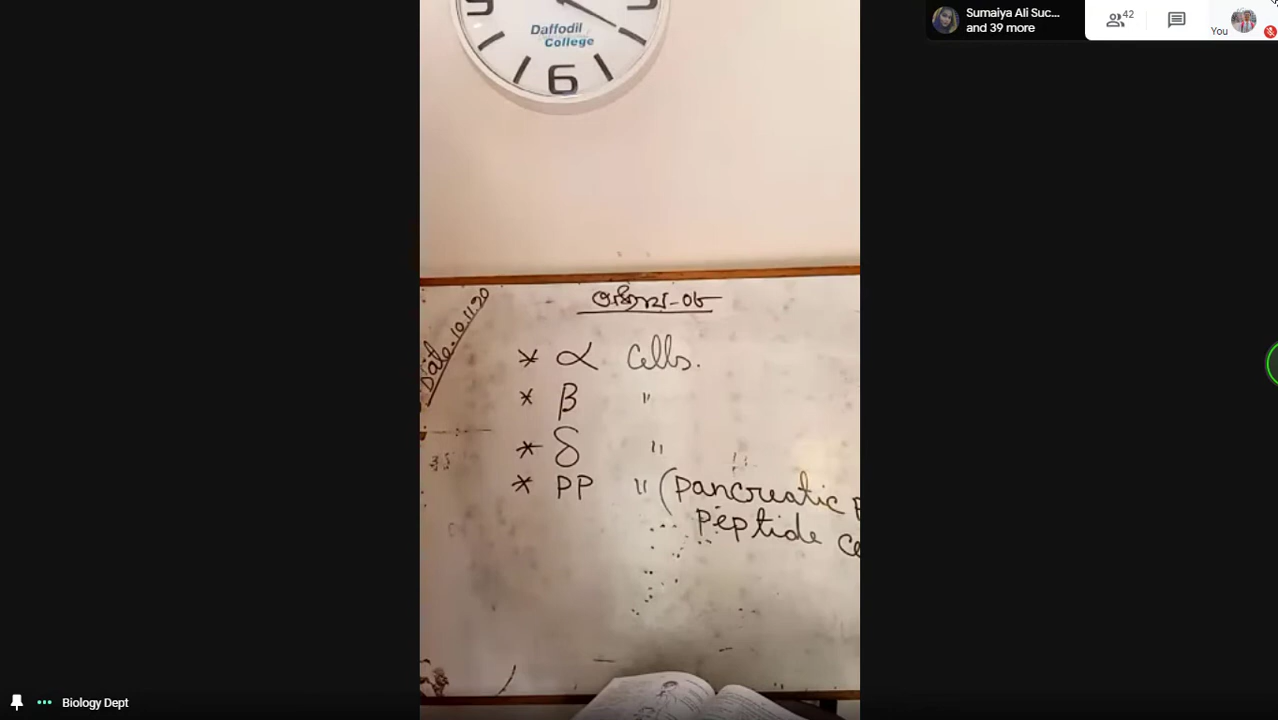 Sumaiya Ali Suc...
and 39 more
42
You
Daffodil
College
6
Date-10.11.20
অধ্যায়-০৮
* α cells.
* β "
* δ "
* PP " (Pancreatic
Peptide
Biology Dept